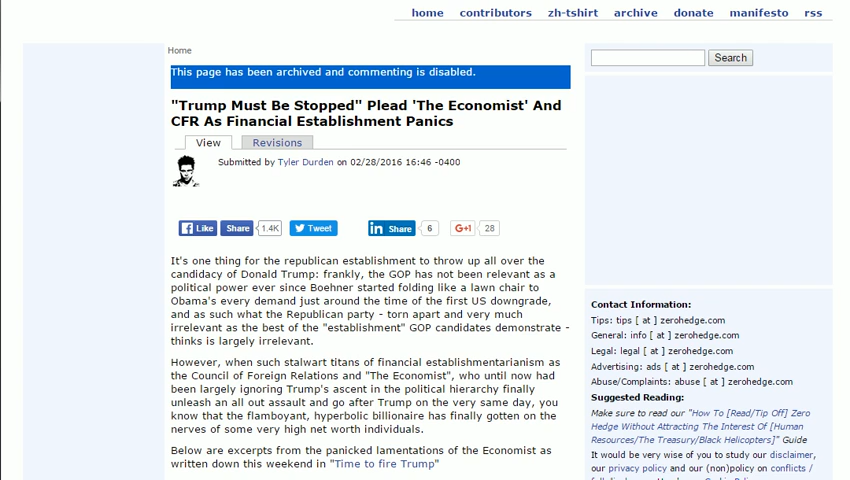 home contributors zh-tshirt archive donate manifesto rss
Home
This page has been archived and commenting is disabled.
"Trump Must Be Stopped" Plead 'The Economist' And
CFR As Financial Establishment Panics
View Revisions
Submitted by Tyler Durden on 02/28/2016 16:46 -0400
Like Share 1.4K Tweet Share 6 G+1 28
It's one thing for the republican establishment to throw up all over the
candidacy of Donald Trump: frankly, the GOP has not been relevant as a
political power ever since Boehner started folding like a lawn chair to
Obama's every demand just around the time of the first US downgrade,
and as such what the Republican party - torn apart and very much
irrelevant as the best of the "establishment" GOP candidates demonstrate -
thinks is largely irrelevant.
However, when such stalwart titans of financial establishmentarianism as
the Council of Foreign Relations and "The Economist", who until now had
been largely ignoring Trump's ascent in the political hierarchy finally
unleash an all out assault and go after Trump on the very same day, you
know that the flamboyant, hyperbolic billionaire has finally gotten on the
nerves of some very high net worth individuals.
Below are excerpts from the panicked lamentations of the Economist as
written down this weekend in "Time to fire Trump"
Search
Contact Information:
Tips: tips [ at ] zerohedge.com
General: info [ at ] zerohedge.com
Legal: legal [ at ] zerohedge.com
Advertising: ads [ at ] zerohedge.com
Abuse/Complaints: abuse [ at ] zerohedge.com
Suggested Reading:
Make sure to read our "How To [Read/Tip Off] Zero
Hedge Without Attracting The Interest Of [Human
Resources/The Treasury/Black Helicopters]" Guide
It would be very wise of you to study our disclaimer,
our privacy policy and our (non)policy on conflicts /